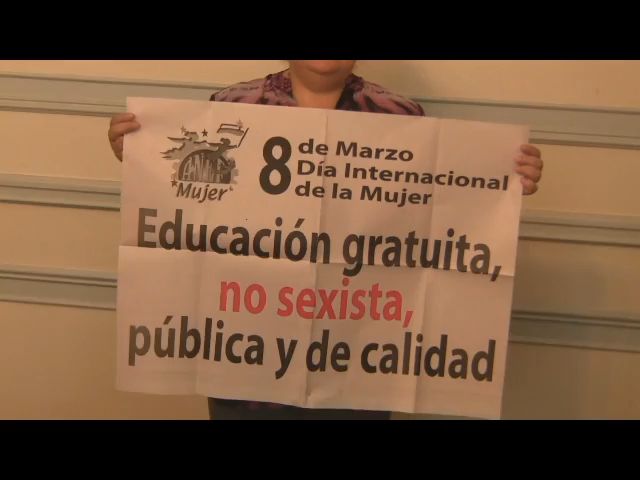 Mujer
8 de Marzo
Día Internacional
de la Mujer
Educación gratuita,
no sexista,
pública y de calidad